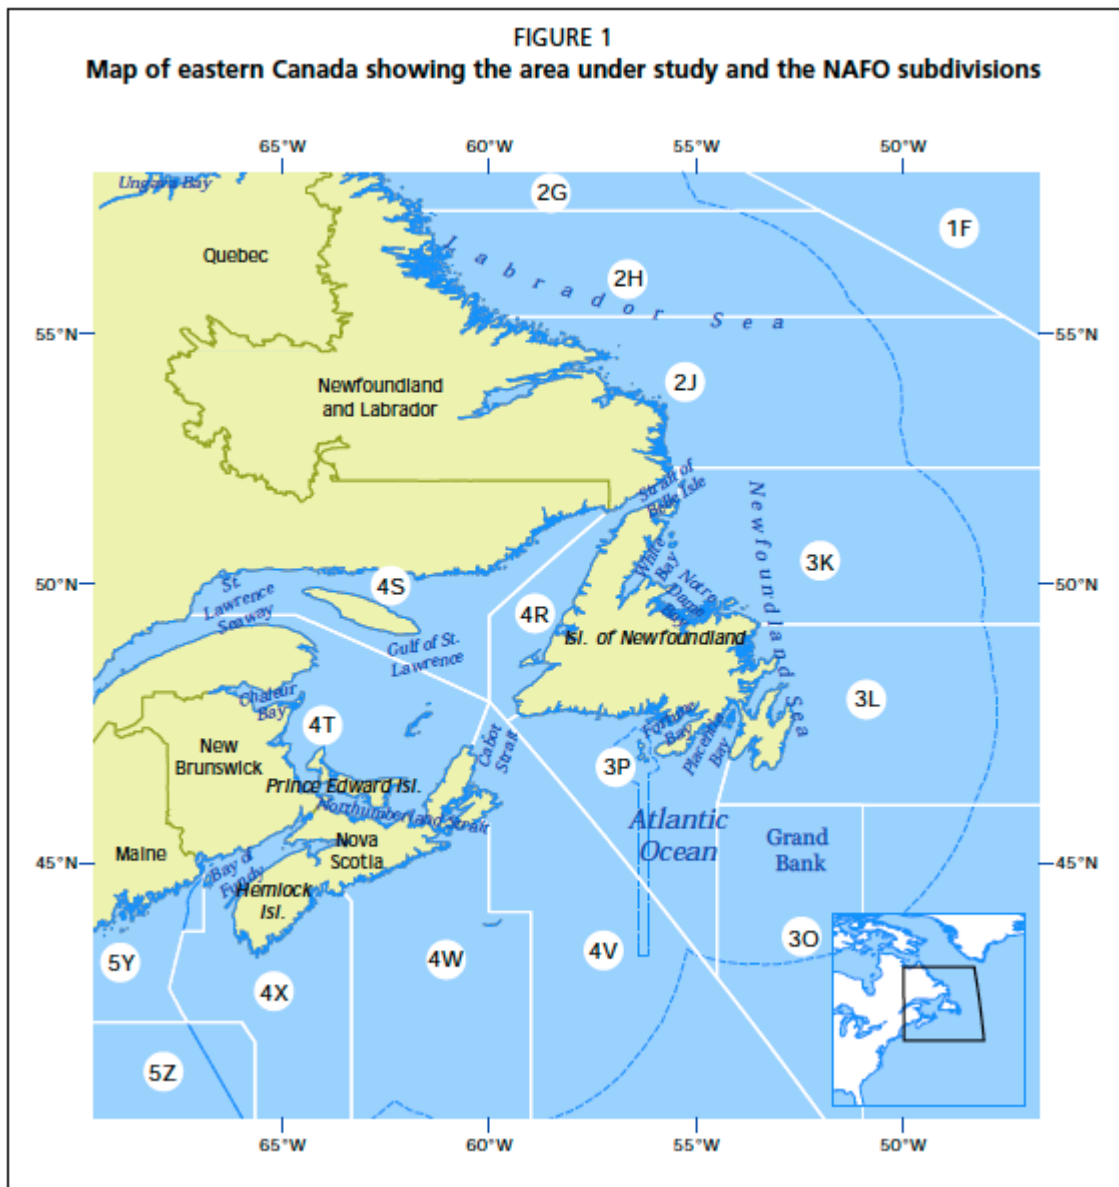 FIGURE 1
Map of eastern Canada showing the area under study and the NAFO subdivisions
65°W 60°W 55°W 50°W
Ungava Bay
2G
1F
Quebec
2H
Labrador Sea
55°N 55°N
Newfoundland
and Labrador
2J
Strait of
Belle Isle
Newfoundland Sea
White
Bay
3K
50°N 50°N
St.
Lawrence
Seaway
4S
4R
Notre
Dame
Bay
Isl. of Newfoundland
Gulf of St.
Lawrence
Chaleur
Bay
4T
3L
Cabot
Strait
Fortune
Bay
Placentia
Bay
New
Brunswick
3P
Prince Edward Isl.
Northumberland Strait
Atlantic
Ocean
Grand
Bank
Nova
Scotia
Maine
45°N 45°N
Bay of
Fundy
Hemlock
Isl.
5Y
4X
4W
4V
3O
5Z
65°W 60°W 55°W 50°W